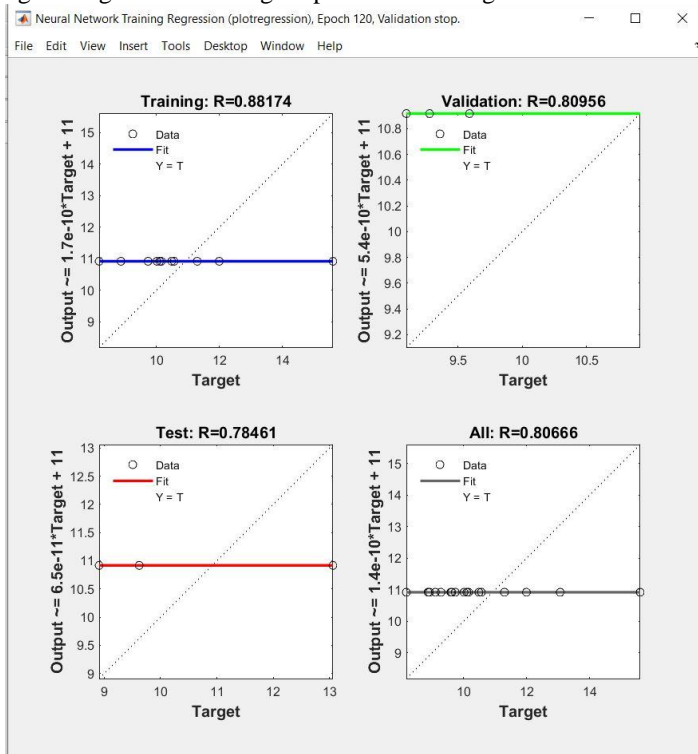 Neural Network Training Regression (plotregression), Epoch 120, Validation stop.
File Edit View Insert Tools Desktop Window Help
Training: R=0.88174
Output ~= 1.7e-10*Target + 11
15
14
13
12
11
10
9
Data
Fit
Y = T
10 12 14
Target
Validation: R=0.80956
Output ~= 5.4e-10*Target + 11
10.8
10.6
10.4
10.2
10
9.8
9.6
9.4
9.2
Data
Fit
Y = T
9.5 10 10.5
Target
Test: R=0.78461
Output ~= 6.5e-11*Target + 11
13
12.5
12
11.5
11
10.5
10
9.5
9
Data
Fit
Y = T
9 10 11 12 13
Target
All: R=0.80666
Output ~= 1.4e-10*Target + 11
15
14
13
12
11
10
9
Data
Fit
Y = T
10 12 14
Target